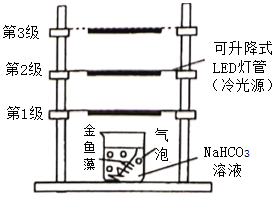 第3级
第2级
第1级
可升降式
LED灯管
(冷光源)
金鱼藻
气泡
NaHCO3
溶液